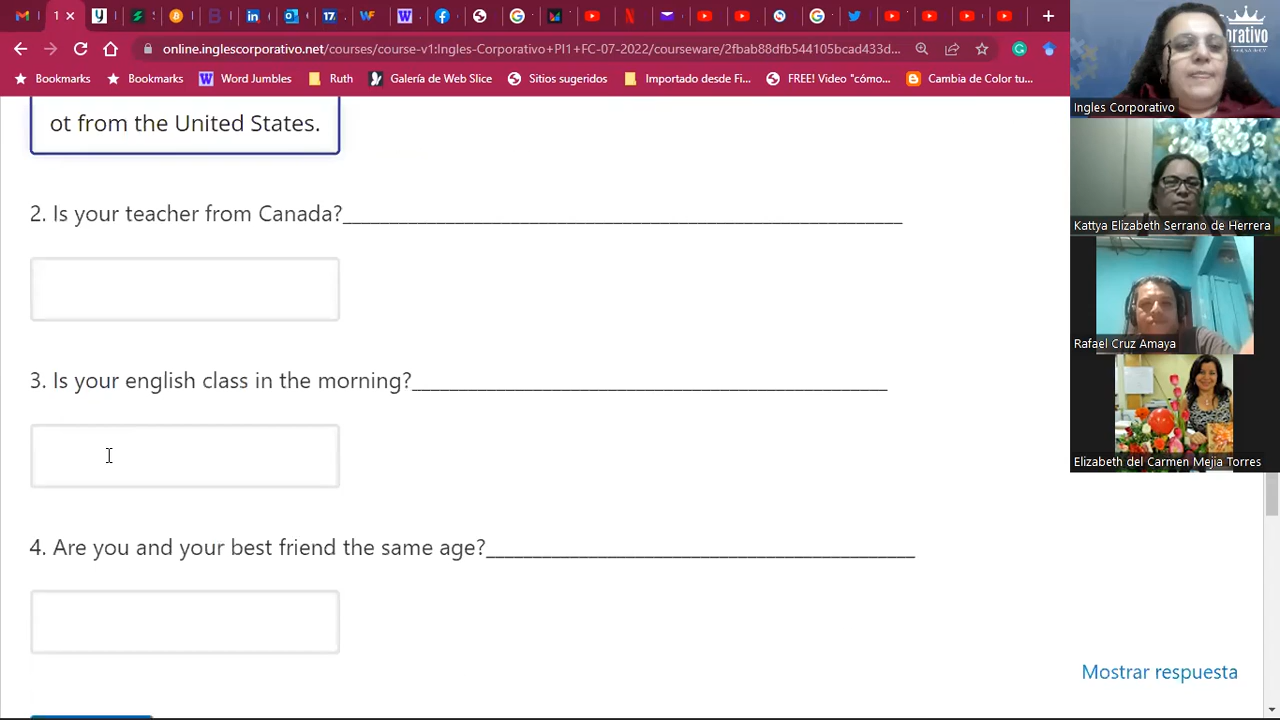 1
17
online.inglescorporativo.net/courses/course-v1:Ingles-Corporativo+PI1+FC-07-2022/courseware/2fbab88dfb544105bcad433d...
Bookmarks Bookmarks Word Jumbles Ruth Galería de Web Slice Sitios sugeridos Importado desde Fi... FREE! Video "cómo... Cambia de Color tu...
ot from the United States.
2. Is your teacher from Canada?
3. Is your english class in the morning?
4. Are you and your best friend the same age?
Mostrar respuesta
orativo
Ingles Corporativo
Kattya Elizabeth Serrano de Herrera
Rafael Cruz Amaya
Elizabeth del Carmen Mejia Torres